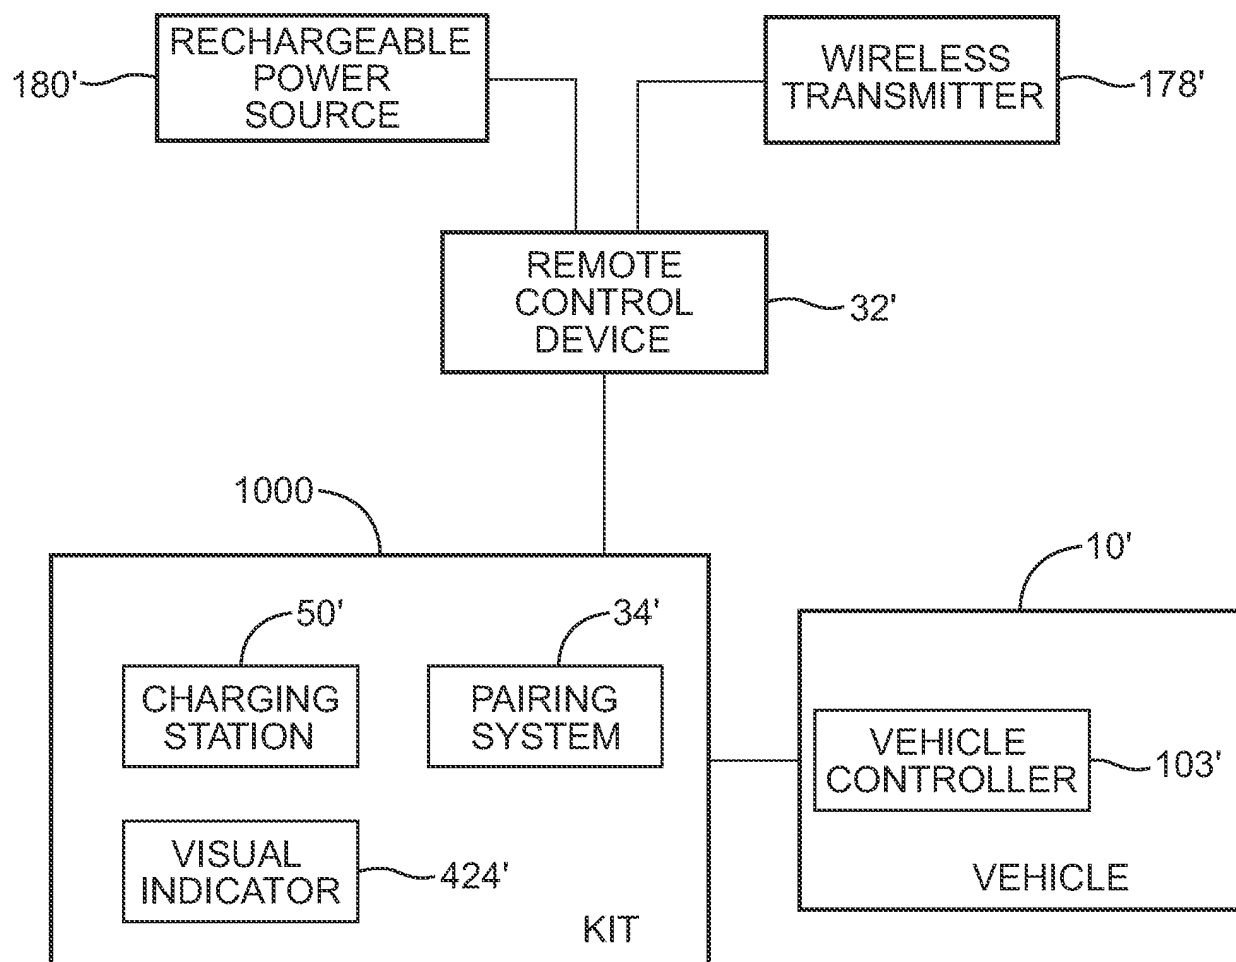 RECHARGEABLE
POWER
SOURCE
180'
WIRELESS
TRANSMITTER
178'
REMOTE
CONTROL
DEVICE
32'
1000
10'
50'
34'
CHARGING
STATION
PAIRING
SYSTEM
VEHICLE
CONTROLLER
103'
VISUAL
INDICATOR
424'
VEHICLE
KIT